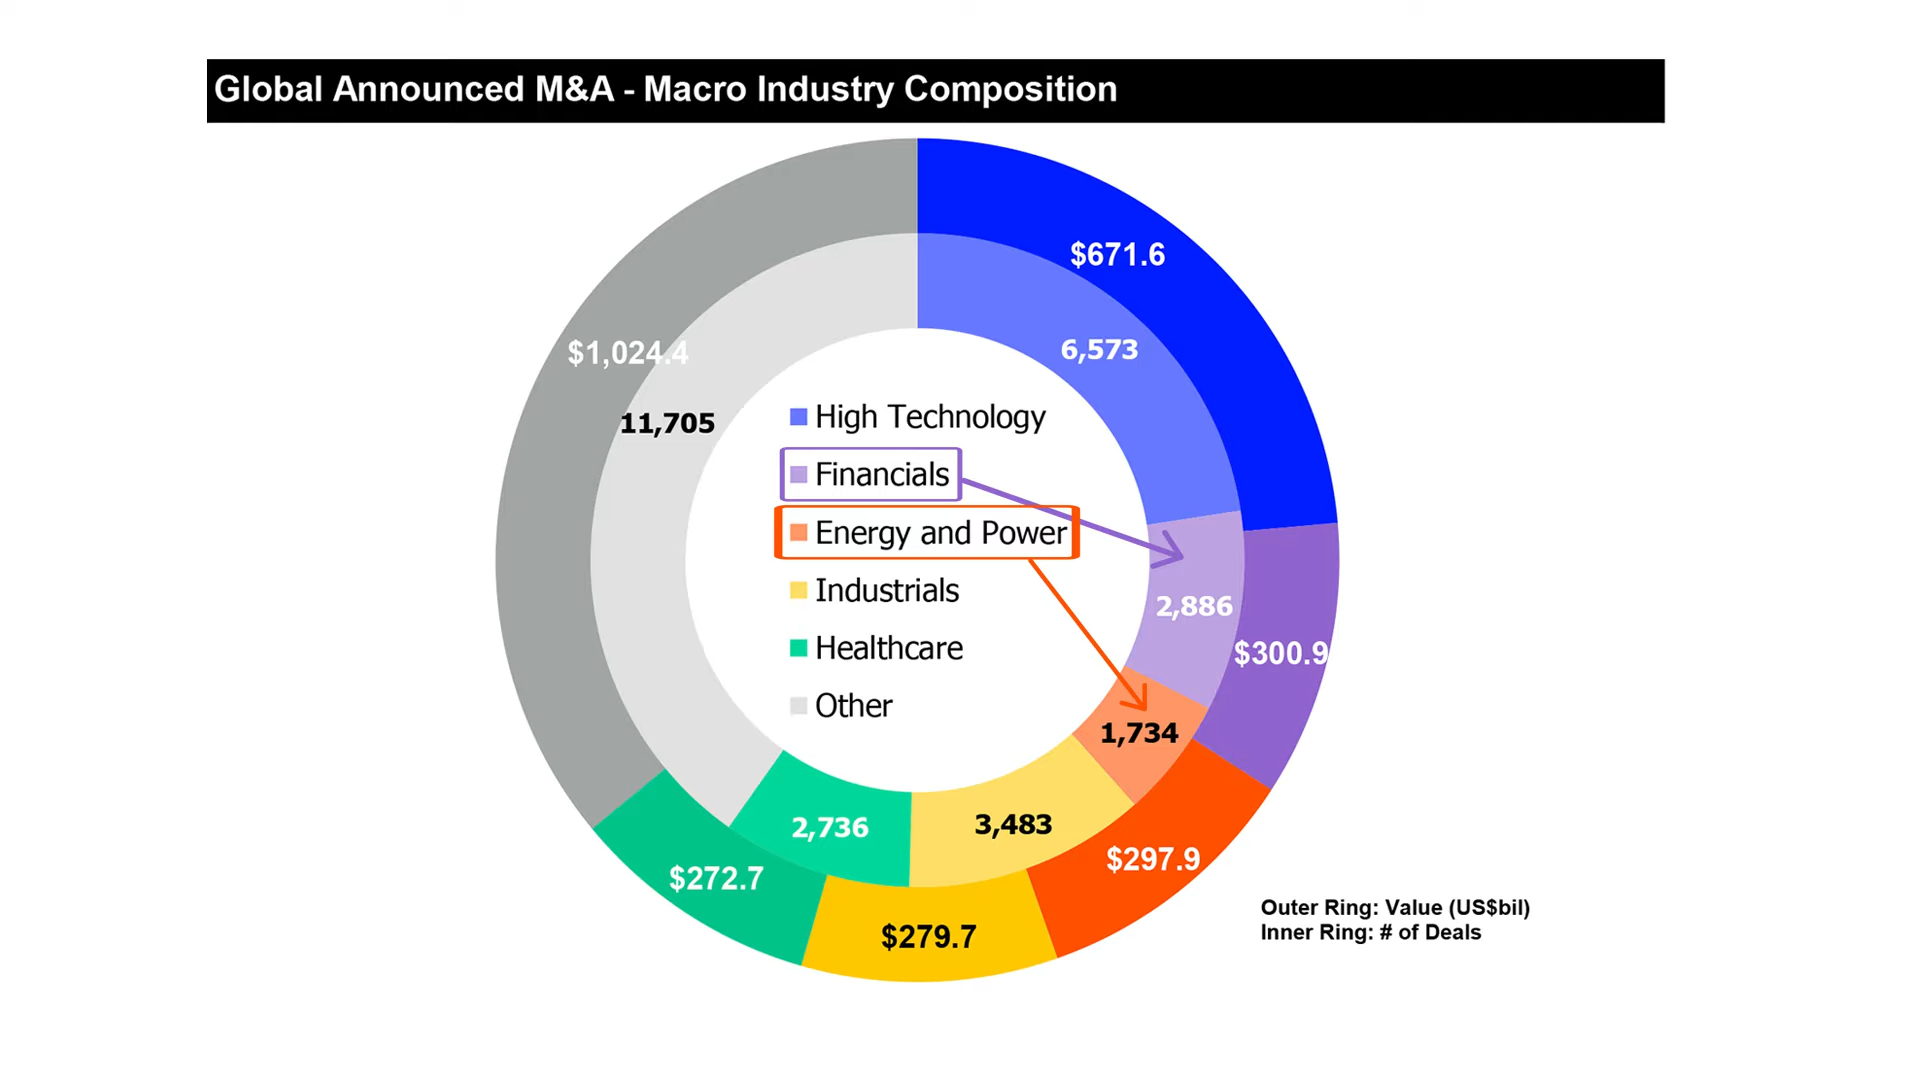 Global Announced M&A - Macro Industry Composition
$671.6
6,573
$1,024.4
11,705
High Technology
Financials
Energy and Power
Industrials
Healthcare
Other
2,886
$300.9
1,734
$297.9
3,483
$279.7
2,736
$272.7
Outer Ring: Value (US$bil)
Inner Ring: # of Deals